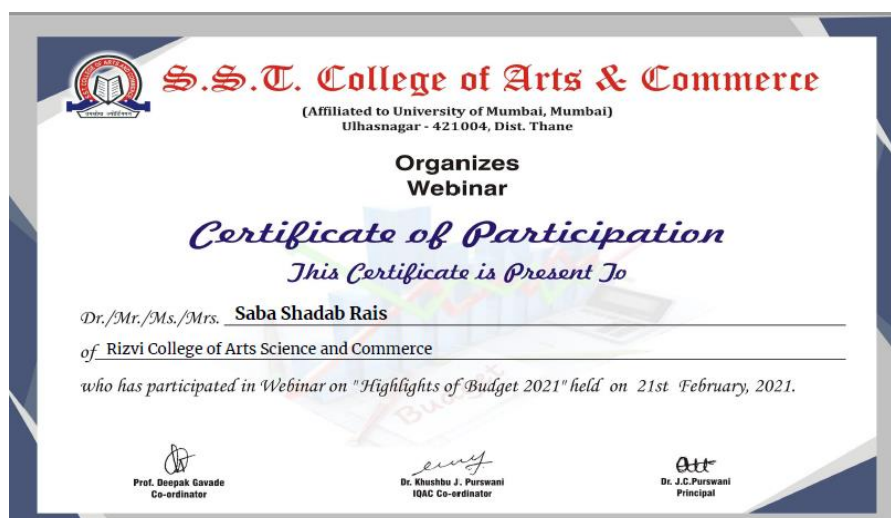 S.S.T. College of Arts & Commerce
(Affiliated to University of Mumbai, Mumbai)
Ulhasnagar - 421004, Dist. Thane
Organizes
Webinar
Certificate of Participation
This Certificate is Present To
Dr./Mr./Ms./Mrs. Saba Shadab Rais
of Rizvi College of Arts Science and Commerce
who has participated in Webinar on "Highlights of Budget 2021" held on 21st February, 2021.
Budget
Prof. Deepak Gavade
Co-ordinator
Dr. Khushbu J. Purswani
IQAC Co-ordinator
Dr. J.C.Purswani
Principal